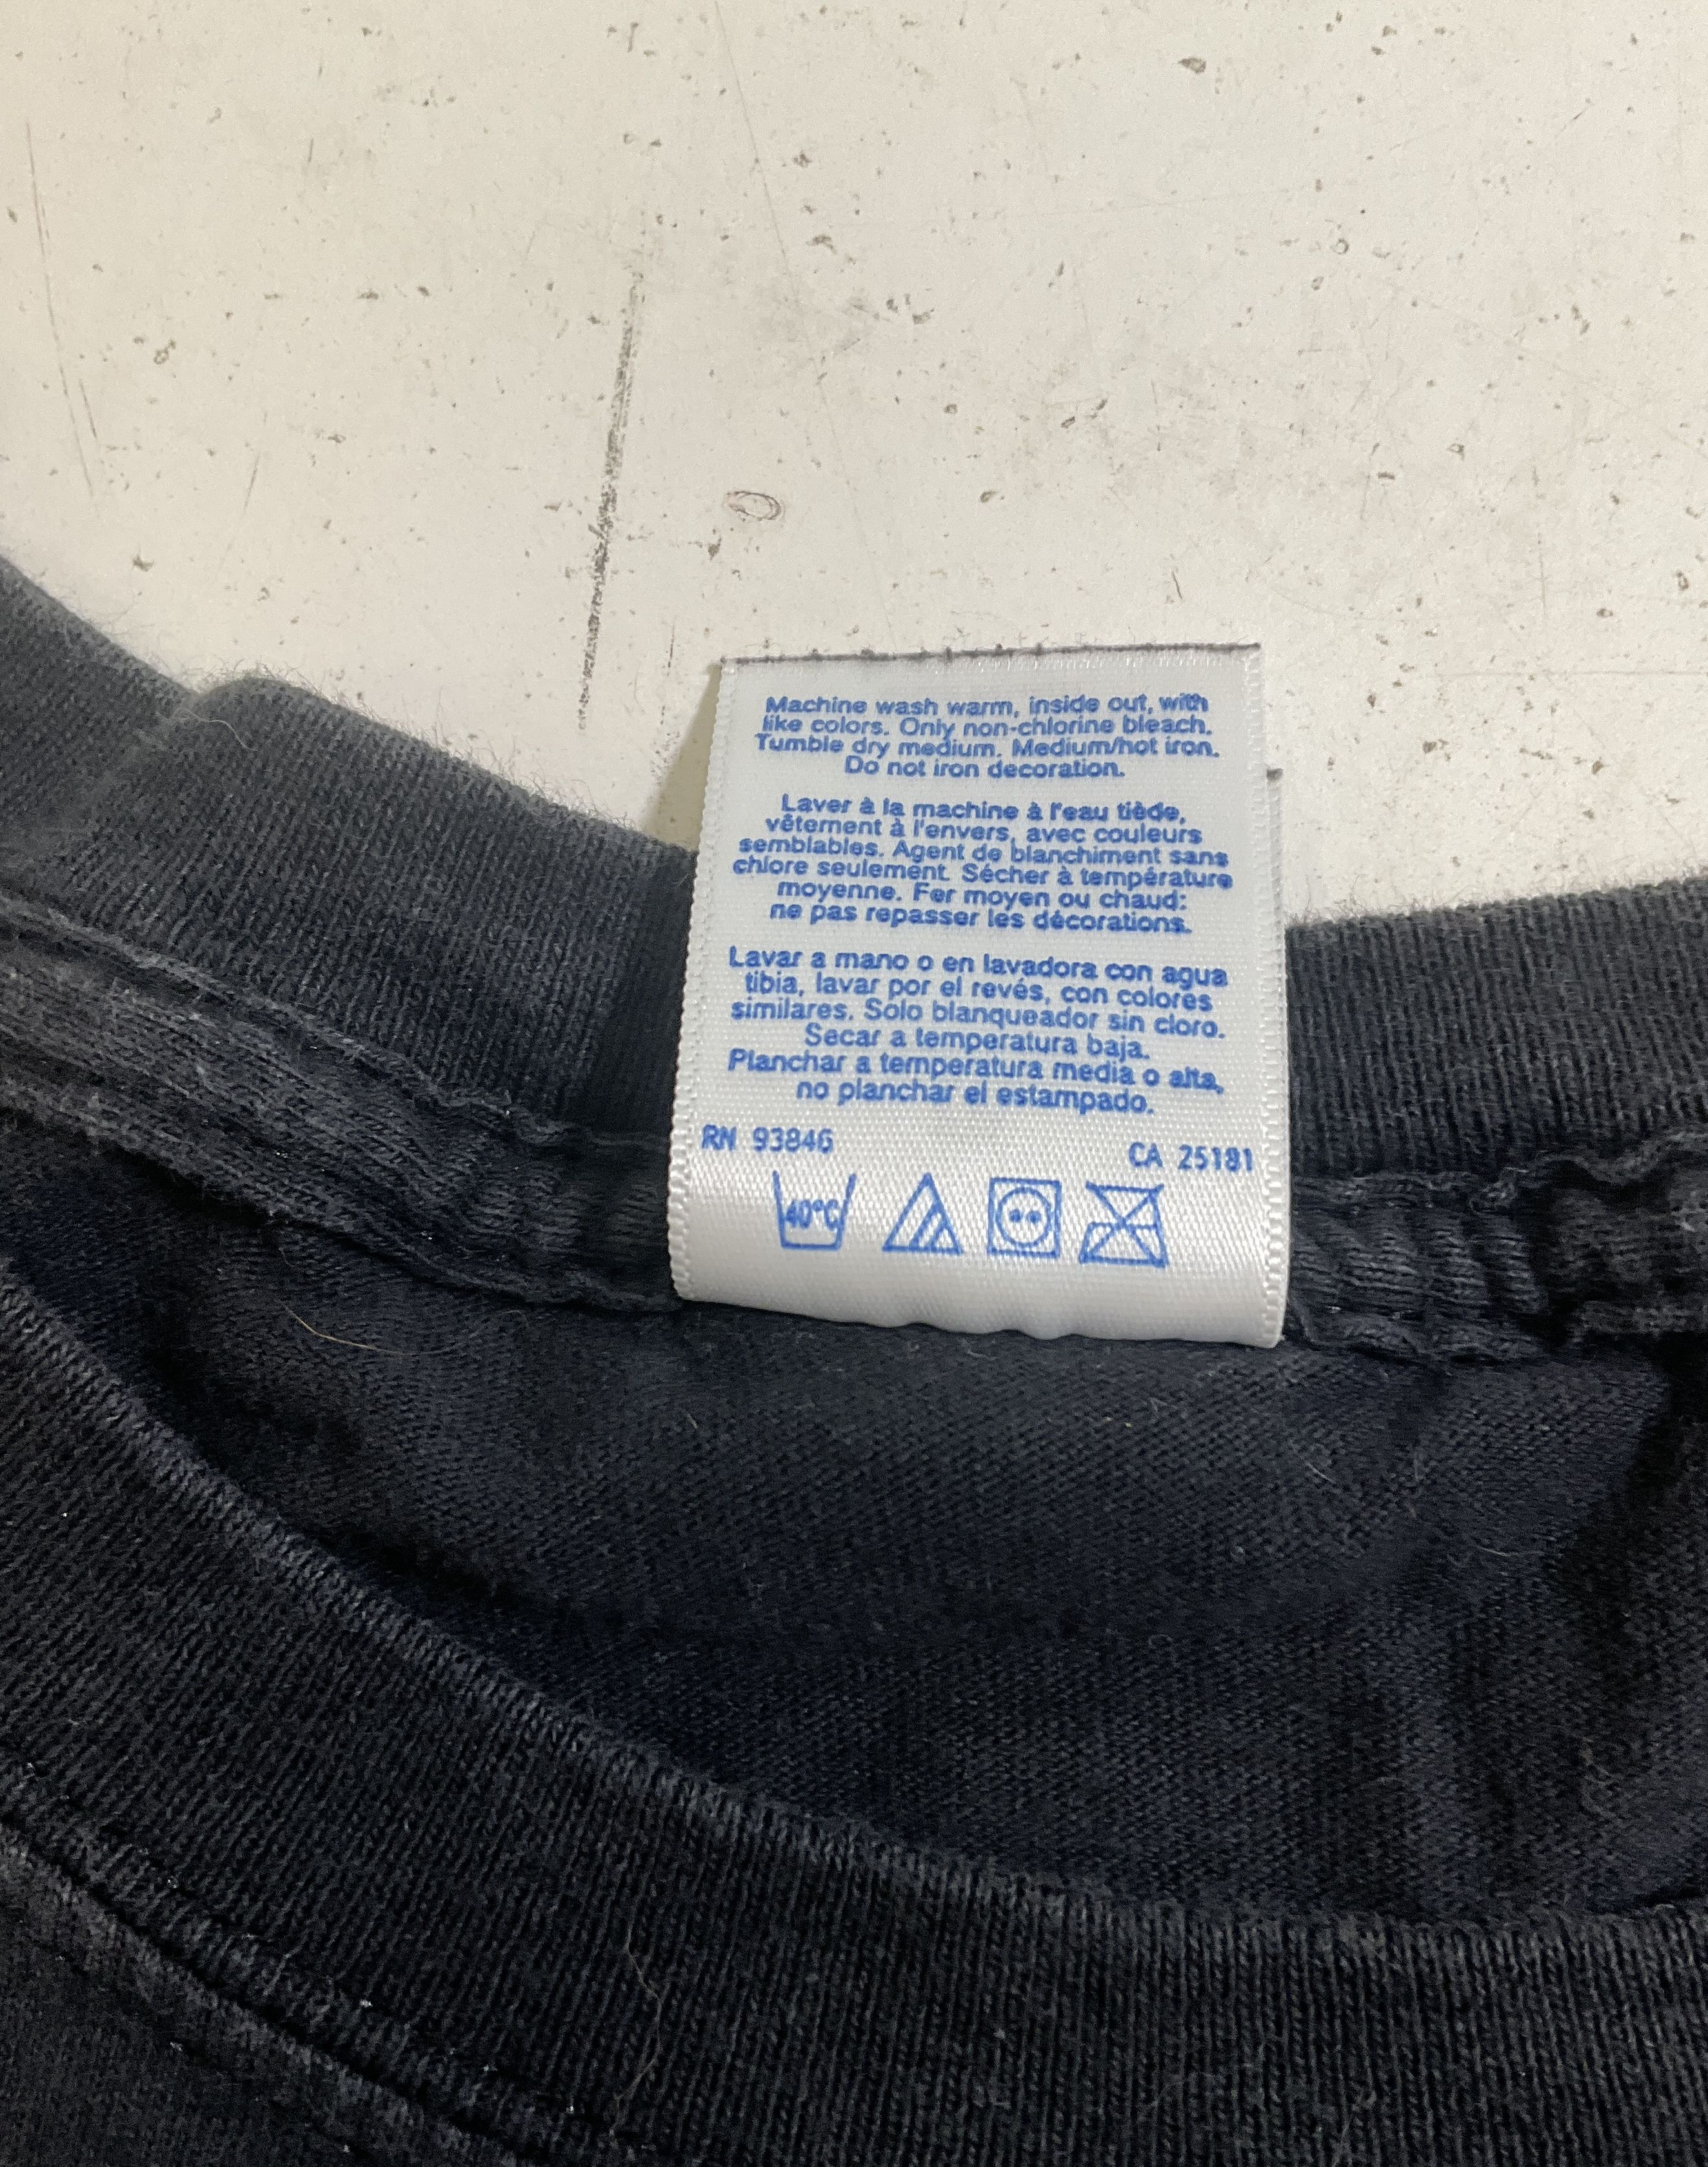 Machine wash warm, inside out, with
like colors. Only non-chlorine bleach.
Tumble dry medium. Medium/hot iron.
Do not iron decoration.
Laver à la machine à l'eau tiède,
vêtement à l'envers, avec couleurs
semblables. Agent de blanchiment sans
chlore seulement. Sécher à température
moyenne. Fer moyen ou chaud:
ne pas repasser les décorations.
Lavar a mano o en lavadora con agua
tibia, lavar por el revés, con colores
similares. Sólo blanqueador sin cloro.
Secar a temperatura baja.
Planchar a temperatura media o alta,
no planchar el estampado.
RN 93846 CA 25181
40°C